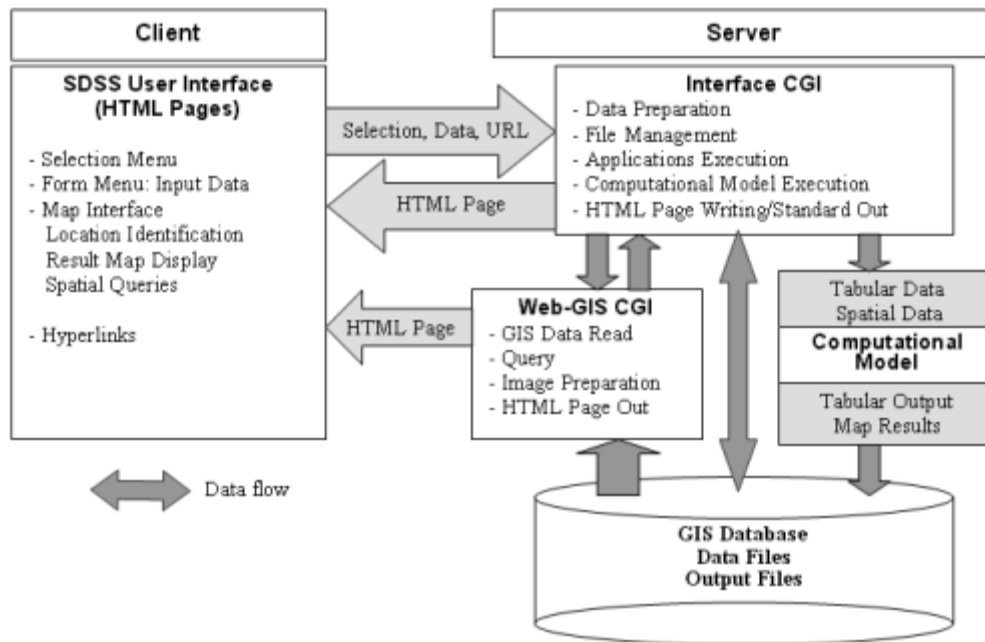 Client
Server
SDSS User Interface
(HTML Pages)
- Selection Menu
- Form Menu: Input Data
- Map Interface
Location Identification
Result Map Display
Spatial Queries
- Hyperlinks
Selection, Data, URL
HTML Page
HTML Page
Interface CGI
- Data Preparation
- File Management
- Applications Execution
- Computational Model Execution
- HTML Page Writing/Standard Out
Web-GIS CGI
- GIS Data Read
- Query
- Image Preparation
- HTML Page Out
Tabular Data
Spatial Data
Computational
Model
Tabular Output
Map Results
Data flow
GIS Database
Data Files
Output Files